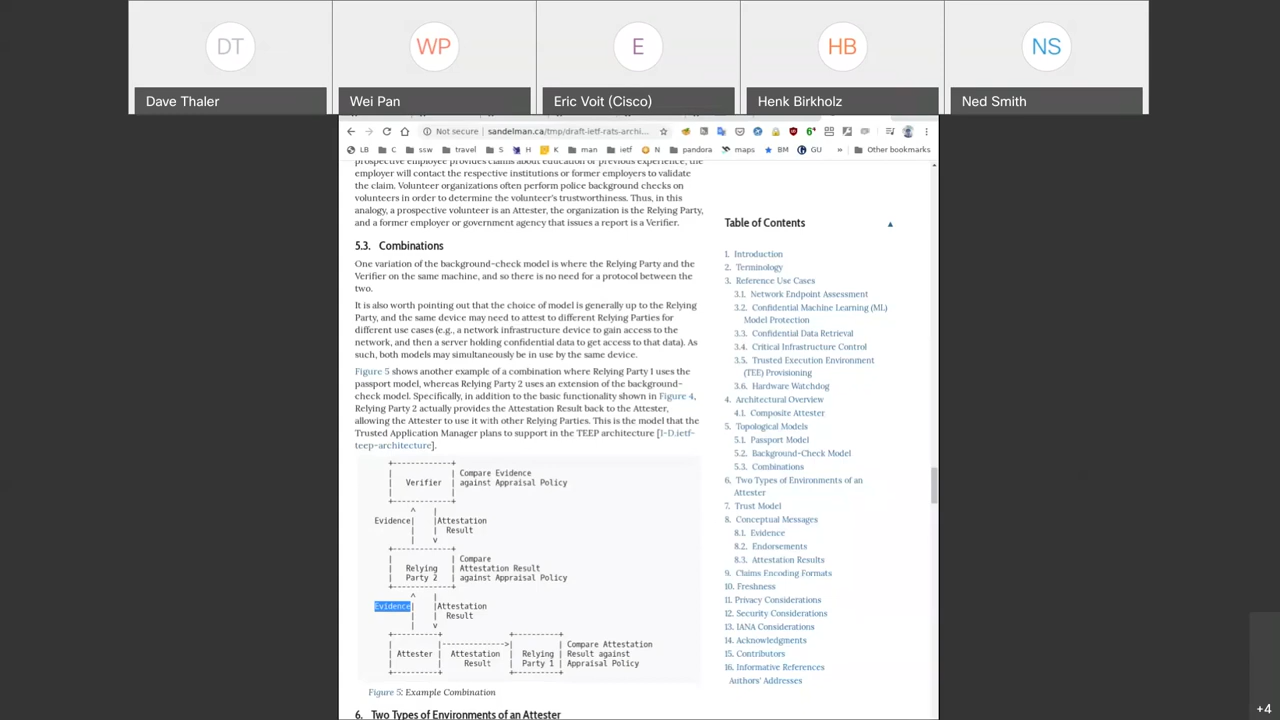 DT
WP
E
HB
NS
Dave Thaler
Wei Pan
Eric Voit (Cisco)
Henk Birkholz
Ned Smith
Not secure | sandelman.ca/tmp/draft-ietf-rats-archi...
LB C ssw travel S H K man ietf N pandora maps BM GU » Other bookmarks
prospective employee provides claims about education or previous experience, the
employer will contact the respective institutions or former employers to validate
the claim. Volunteer organizations often perform police background checks on
volunteers in order to determine the volunteer's trustworthiness. Thus, in this
analogy, a prospective volunteer is an Attester, the organization is the Relying Party,
and a former employer or government agency that issues a report is a Verifier.
5.3. Combinations
One variation of the background-check model is where the Relying Party and the
Verifier on the same machine, and so there is no need for a protocol between the
two.
It is also worth pointing out that the choice of model is generally up to the Relying
Party, and the same device may need to attest to different Relying Parties for
different use cases (e.g., a network infrastructure device to gain access to the
network, and then a server holding confidential data to get access to that data). As
such, both models may simultaneously be in use by the same device.
Figure 5 shows another example of a combination where Relying Party 1 uses the
passport model, whereas Relying Party 2 uses an extension of the background-
check model. Specifically, in addition to the basic functionality shown in Figure 4,
Relying Party 2 actually provides the Attestation Result back to the Attester,
allowing the Attester to use it with other Relying Parties. This is the model that the
Trusted Application Manager plans to support in the TEEP architecture [I-D.ietf-
teep-architecture].
+-------------+
| | Compare Evidence
| Verifier | against Appraisal Policy
| |
+-------------+
^ |
Evidence| |Attestation
| | Result
| v
+-------------+
| | Compare
| Relying | Attestation Result
| Party 2 | against Appraisal Policy
+-------------+
^ |
Evidence| |Attestation
| | Result
| v
+----------+ +----------+
| |-------------->| | Compare Attestation
| Attester | Attestation | Relying | Result against
| | Result | Party 1 | Appraisal Policy
+----------+ +----------+
Figure 5: Example Combination
6. Two Types of Environments of an Attester
Table of Contents
1. Introduction
2. Terminology
3. Reference Use Cases
3.1. Network Endpoint Assessment
3.2. Confidential Machine Learning (ML)
Model Protection
3.3. Confidential Data Retrieval
3.4. Critical Infrastructure Control
3.5. Trusted Execution Environment
(TEE) Provisioning
3.6. Hardware Watchdog
4. Architectural Overview
4.1. Composite Attester
5. Topological Models
5.1. Passport Model
5.2. Background-Check Model
5.3. Combinations
6. Two Types of Environments of an
Attester
7. Trust Model
8. Conceptual Messages
8.1. Evidence
8.2. Endorsements
8.3. Attestation Results
9. Claims Encoding Formats
10. Freshness
11. Privacy Considerations
12. Security Considerations
13. IANA Considerations
14. Acknowledgments
15. Contributors
16. Informative References
Authors' Addresses
+4